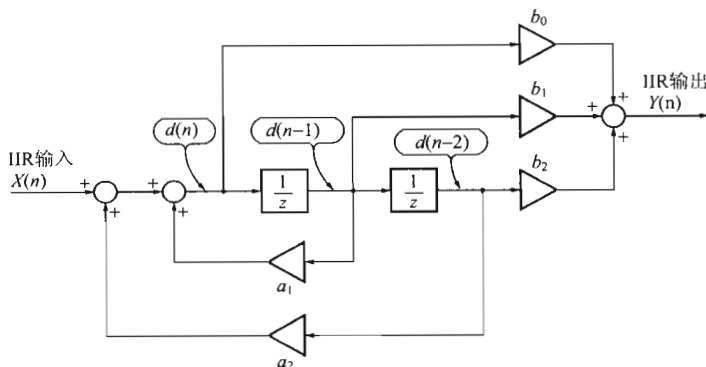 b₀
IIR输出
Y(n)
b₁
d(n)
d(n−1)
d(n−2)
b₂
IIR输入
X(n)
+
+
+
+
+
+
+
1/z
1/z
a₁
a₂